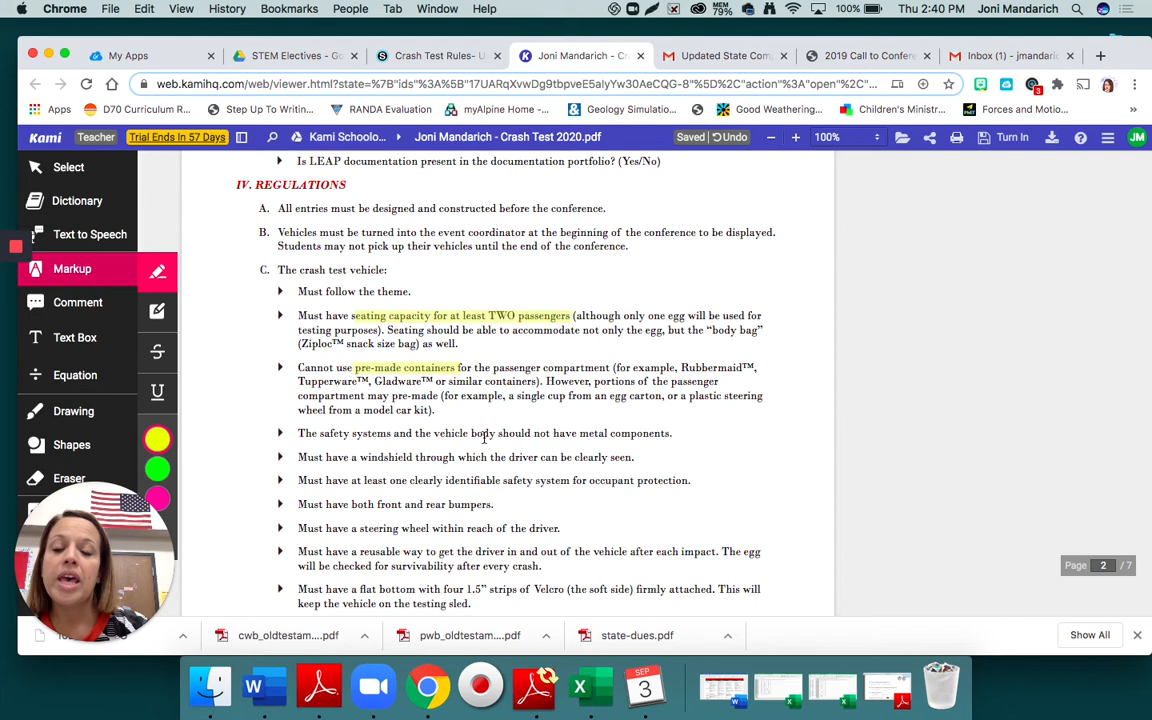 Chrome File Edit View History Bookmarks People Tab Window Help MEM 79% 100% Thu 2:40 PM Joni Mandarich
My Apps STEM Electives - Go Crash Test Rules- U Joni Mandarich - Cr Updated State Com 2019 Call to Confere Inbox (1) - jmandaric
web.kamihq.com/web/viewer.html?state=%7B"ids"%3A%5B"17UARqXvwDg9tbpveE5alyYw30AeCQG-8"%5D%2C"action"%3A"open"%2C"...
Apps D70 Curriculum R... Step Up To Writing... RANDA Evaluation myAlpine Home -... Geology Simulatio... Good Weathering... Children's Ministr... Forces and Motio...
Kami Teacher Trial Ends In 57 Days Kami Schoolo... Joni Mandarich - Crash Test 2020.pdf Saved Undo 100% Turn In JM
Select
Dictionary
Text to Speech
Markup
Comment
Text Box
Equation
Drawing
Shapes
Eraser
Is LEAP documentation present in the documentation portfolio? (Yes/No)
IV. REGULATIONS
A. All entries must be designed and constructed before the conference.
B. Vehicles must be turned into the event coordinator at the beginning of the conference to be displayed.
Students may not pick up their vehicles until the end of the conference.
C. The crash test vehicle:
Must follow the theme.
Must have seating capacity for at least TWO passengers (although only one egg will be used for
testing purposes). Seating should be able to accommodate not only the egg, but the “body bag”
(Ziploc™ snack size bag) as well.
Cannot use pre-made containers for the passenger compartment (for example, Rubbermaid™,
Tupperware™, Gladware™ or similar containers). However, portions of the passenger
compartment may pre-made (for example, a single cup from an egg carton, or a plastic steering
wheel from a model car kit).
The safety systems and the vehicle body should not have metal components.
Must have a windshield through which the driver can be clearly seen.
Must have at least one clearly identifiable safety system for occupant protection.
Must have both front and rear bumpers.
Must have a steering wheel within reach of the driver.
Must have a reusable way to get the driver in and out of the vehicle after each impact. The egg
will be checked for survivability after every crash.
Must have a flat bottom with four 1.5” strips of Velcro (the soft side) firmly attached. This will
keep the vehicle on the testing sled.
Page 2 / 7
cwb_oldtestam....pdf pwb_oldtestam....pdf state-dues.pdf Show All
SEP
3